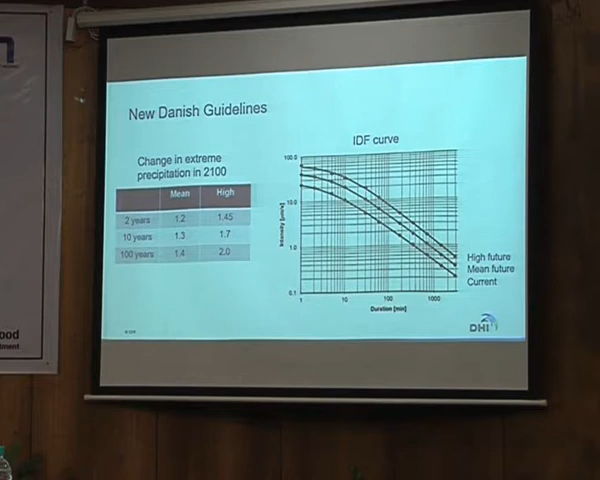 New Danish Guidelines
Change in extreme
precipitation in 2100
Mean High
2 years 1.2 1.45
10 years 1.3 1.7
100 years 1.4 2.0
IDF curve
100.0
10.0
1.0
0.1
1 10 100 1000
Duration [min]
High future
Mean future
Current
DHI
ood